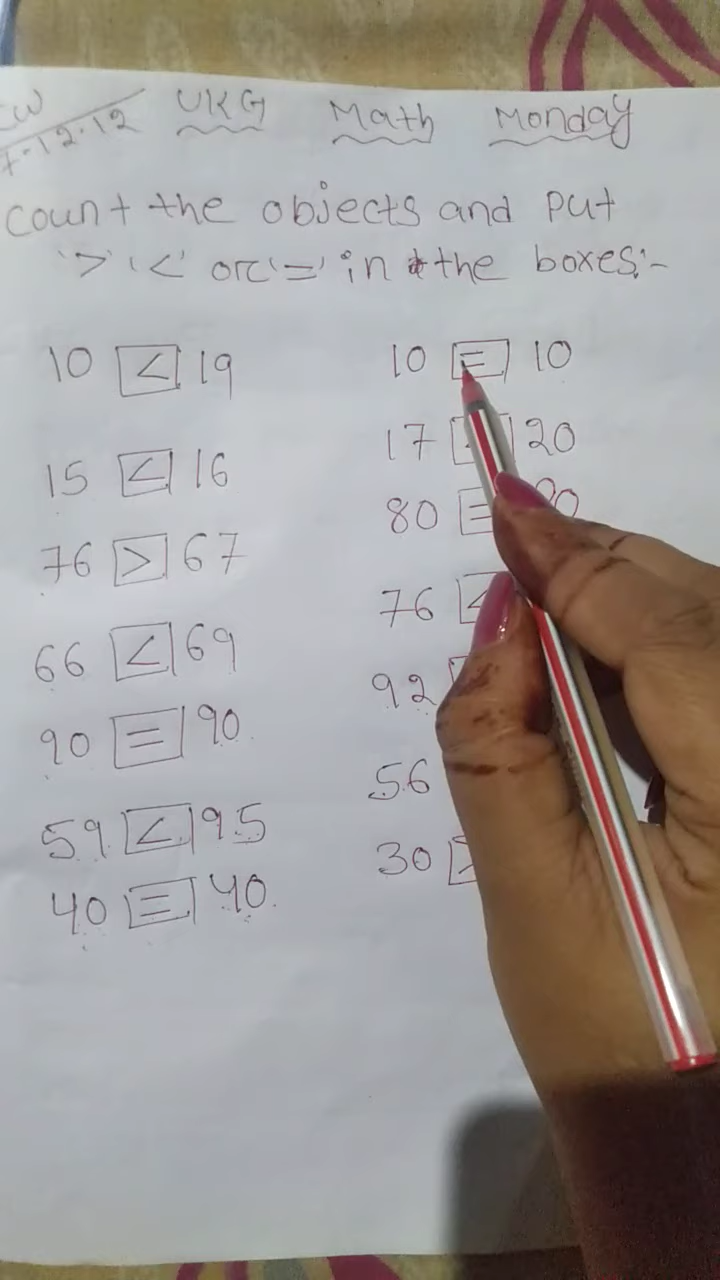 CW UKG Math Monday
7.12.12
Count the objects and put
'>' '<' or '=' in the boxes:-
10 < 19
15 < 16
76 > 67
66 < 69
90 = 90
59 < 95
40 = 40
10 = 10
17 20
80 =
76 <
92
56
30 >